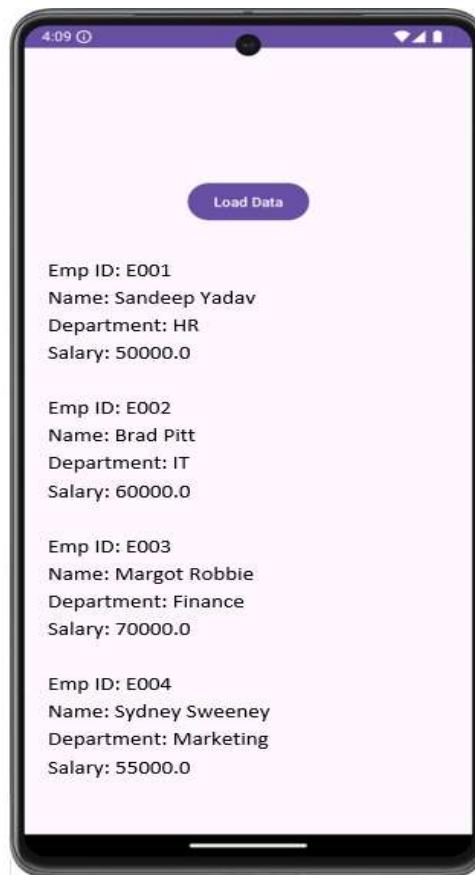 4:09
Load Data
Emp ID: E001
Name: Sandeep Yadav
Department: HR
Salary: 50000.0
Emp ID: E002
Name: Brad Pitt
Department: IT
Salary: 60000.0
Emp ID: E003
Name: Margot Robbie
Department: Finance
Salary: 70000.0
Emp ID: E004
Name: Sydney Sweeney
Department: Marketing
Salary: 55000.0